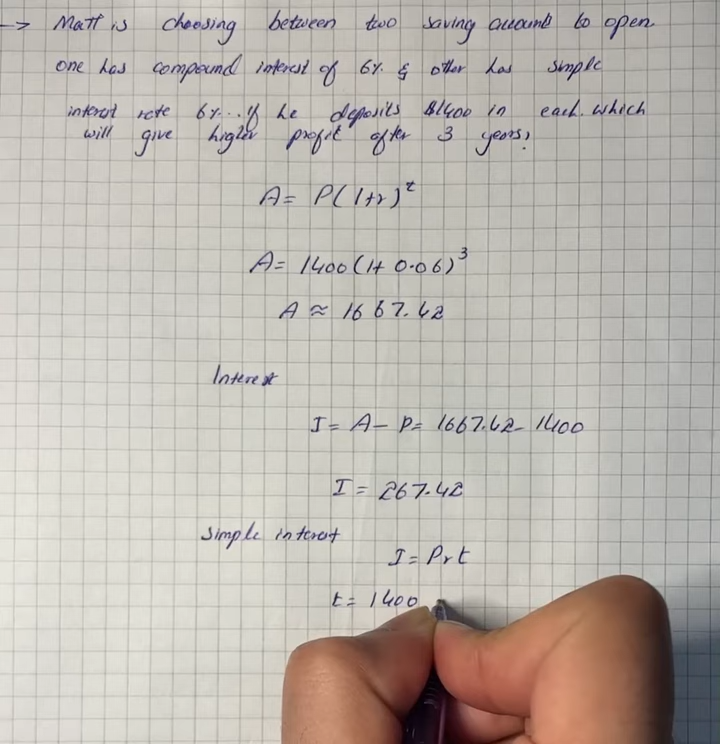 → Matt is choosing between two saving accounts to open
one has compound interest of 6% & other has simple
interest rate 6%... If he deposits $1400 in each. which
will give higher profit after 3 years?
A = P(1+r)^t
A = 1400(1+ 0.06)^3
A ≈ 1667.42
Interest
I = A - P = 1667.42 - 1400
I = 267.42
Simple interest
I = Prt
t = 1400